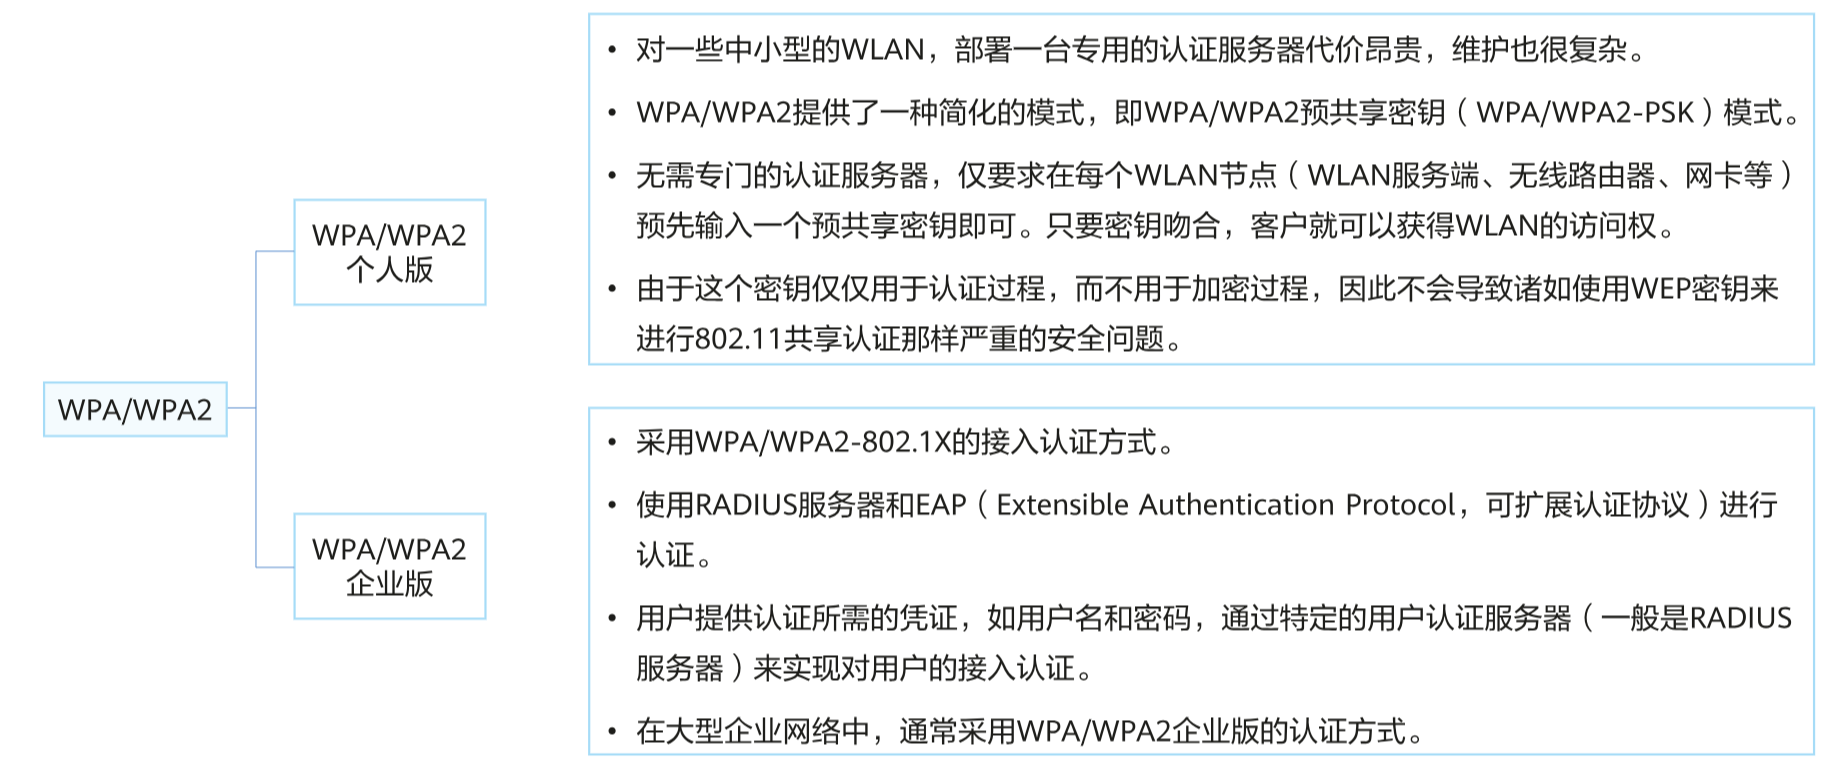 WPA/WPA2
WPA/WPA2
个人版
• 对一些中小型的WLAN，部署一台专用的认证服务器代价昂贵，维护也很复杂。
• WPA/WPA2提供了一种简化的模式，即WPA/WPA2预共享密钥（WPA/WPA2-PSK）模式。
• 无需专门的认证服务器，仅要求在每个WLAN节点（WLAN服务端、无线路由器、网卡等）
预先输入一个预共享密钥即可。只要密钥吻合，客户就可以获得WLAN的访问权。
• 由于这个密钥仅仅用于认证过程，而不用于加密过程，因此不会导致诸如使用WEP密钥来
进行802.11共享认证那样严重的安全问题。
WPA/WPA2
企业版
• 采用WPA/WPA2-802.1X的接入认证方式。
• 使用RADIUS服务器和EAP（Extensible Authentication Protocol，可扩展认证协议）进行
认证。
• 用户提供认证所需的凭证，如用户名和密码，通过特定的用户认证服务器（一般是RADIUS
服务器）来实现对用户的接入认证。
• 在大型企业网络中，通常采用WPA/WPA2企业版的认证方式。